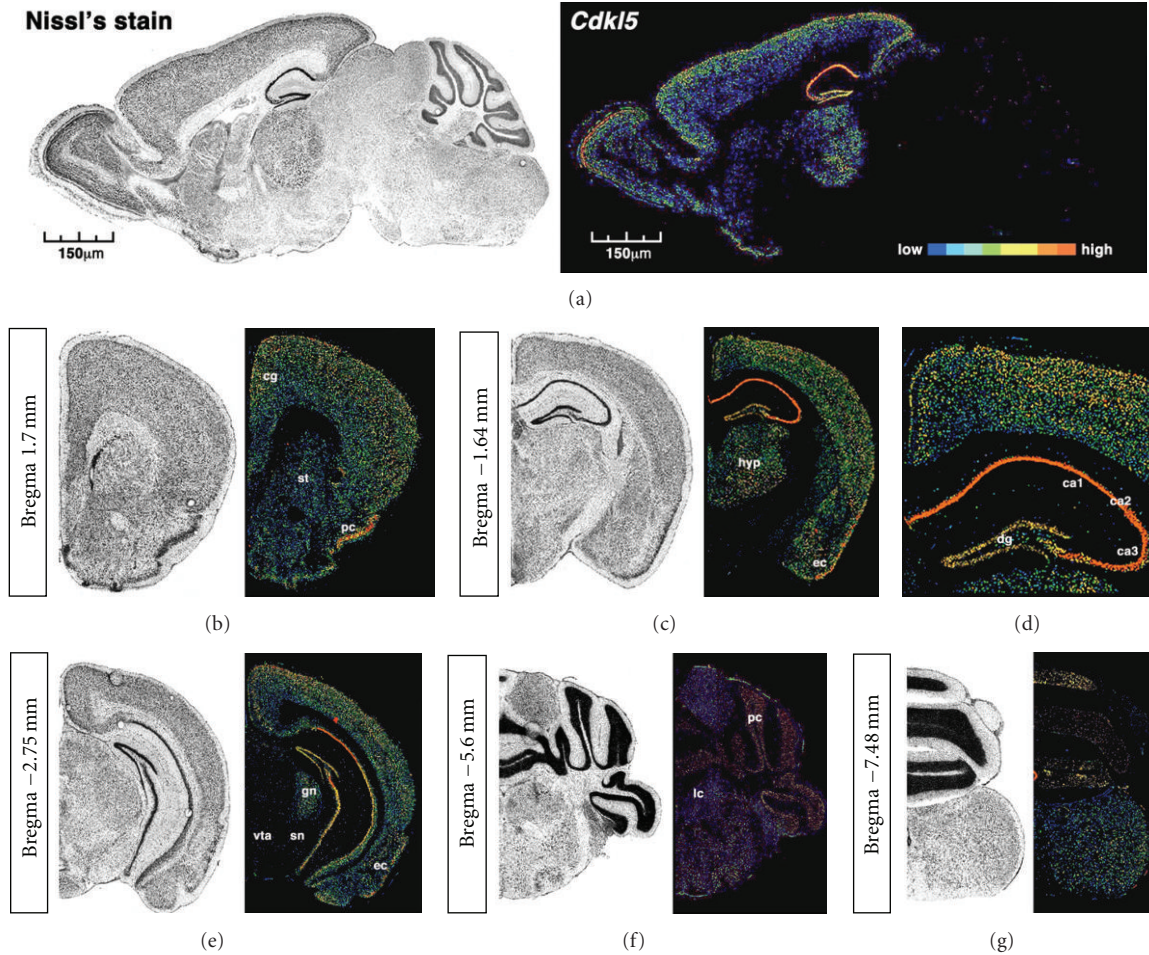 Nissl's stain
Cdkl5
150μm
150μm
low
high
(a)
Bregma 1.7 mm
cg
st
pc
Bregma −1.64 mm
hyp
ec
ca1
ca2
ca3
dg
(b)
(c)
(d)
Bregma −2.75 mm
gn
vta
sn
ec
Bregma −5.6 mm
pc
lc
Bregma −7.48 mm
(e)
(f)
(g)